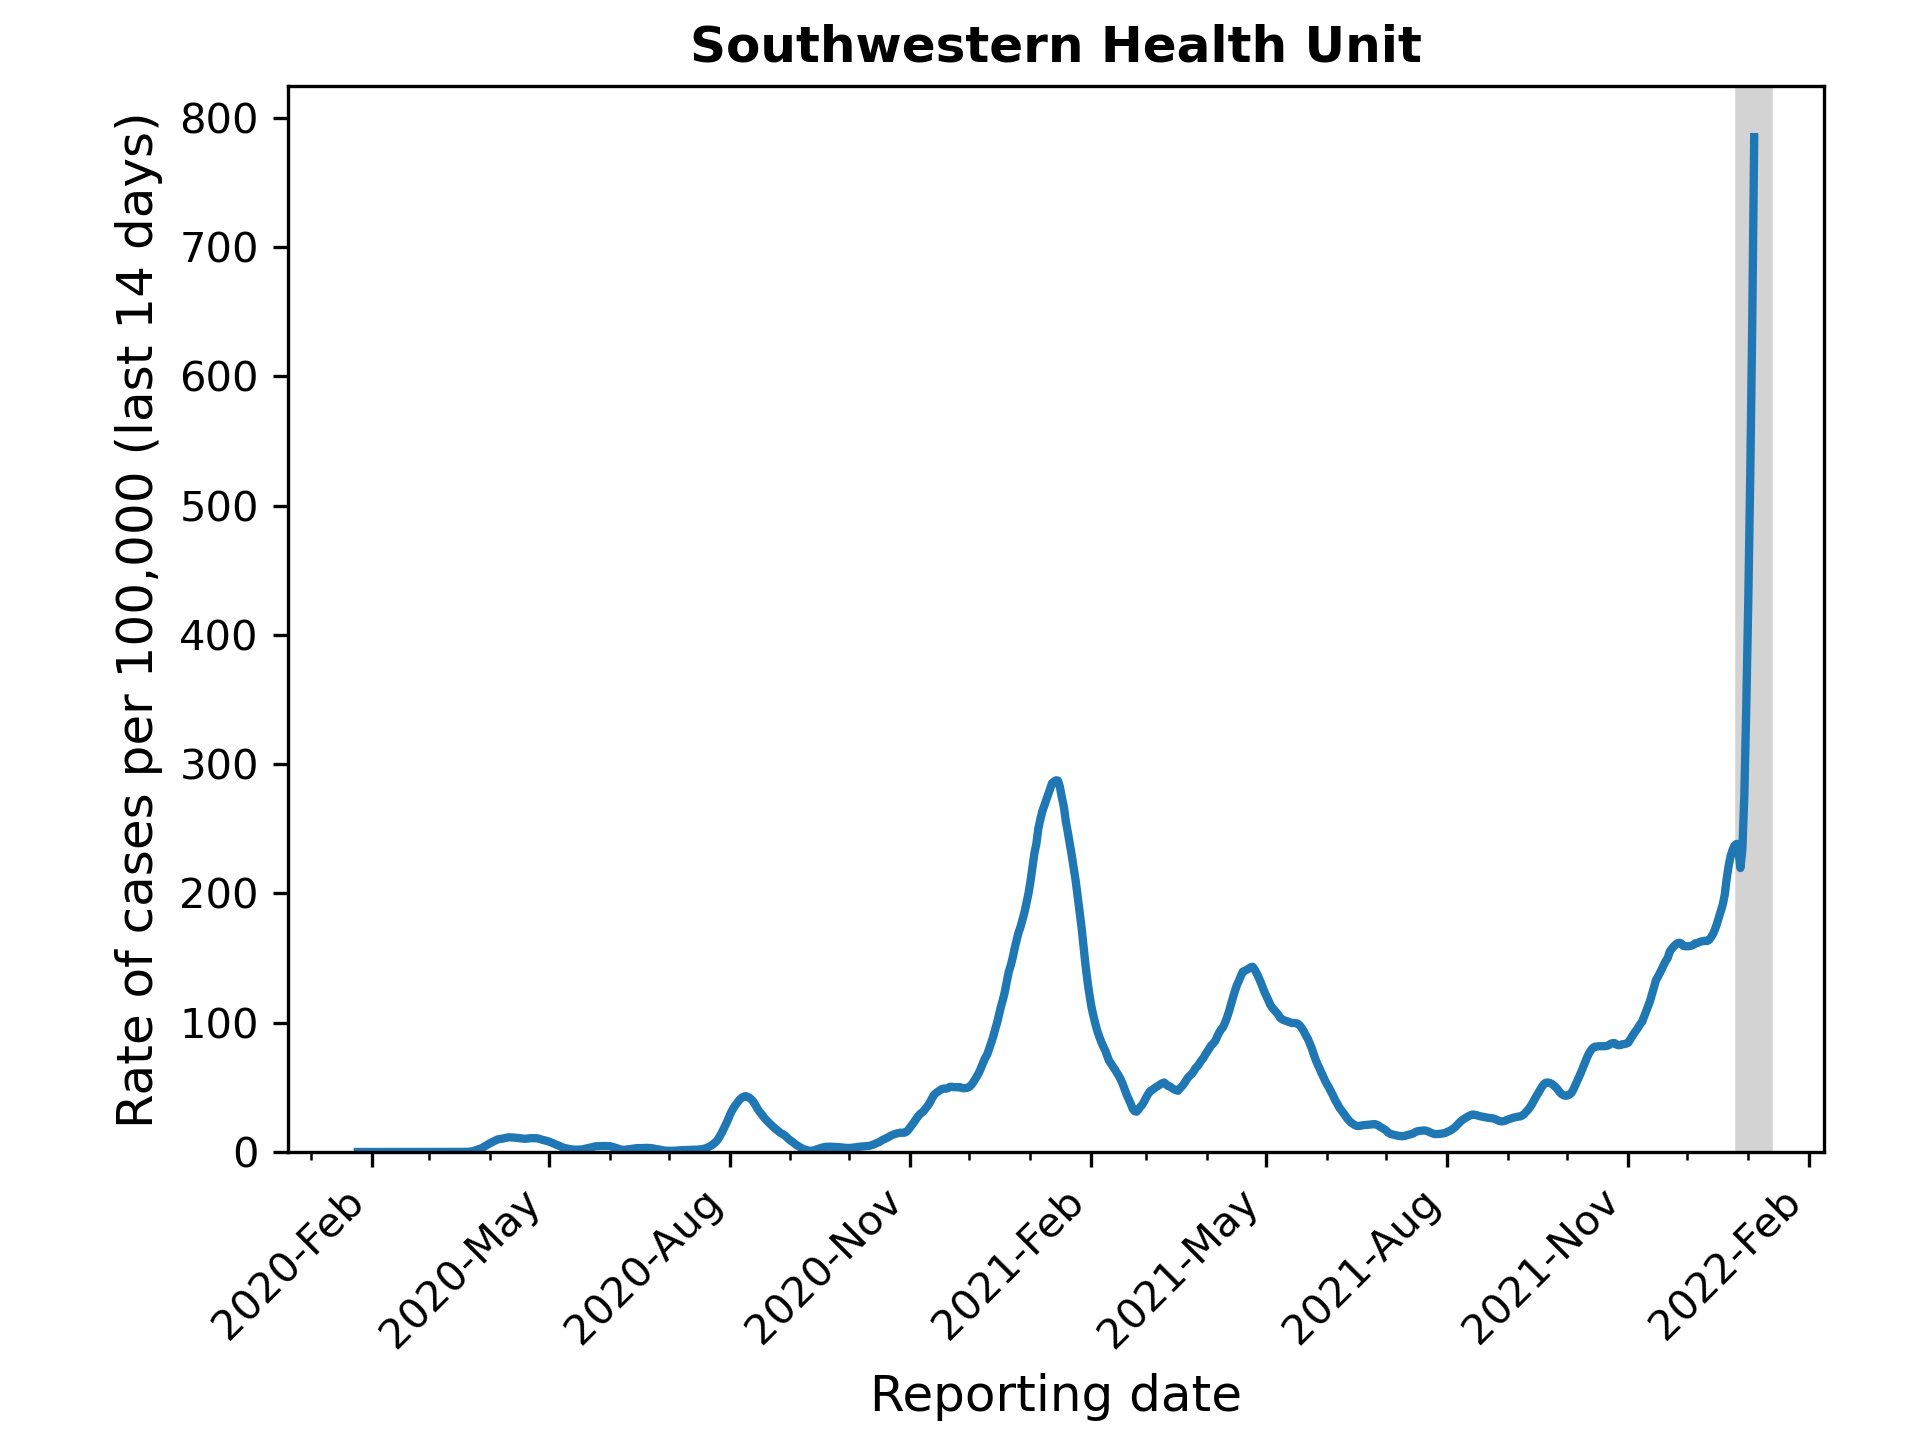 Southwestern Health Unit
Rate of cases per 100,000 (last 14 days)
800
700
600
500
400
300
200
100
0
2020-Feb
2020-May
2020-Aug
2020-Nov
2021-Feb
2021-May
2021-Aug
2021-Nov
2022-Feb
Reporting date